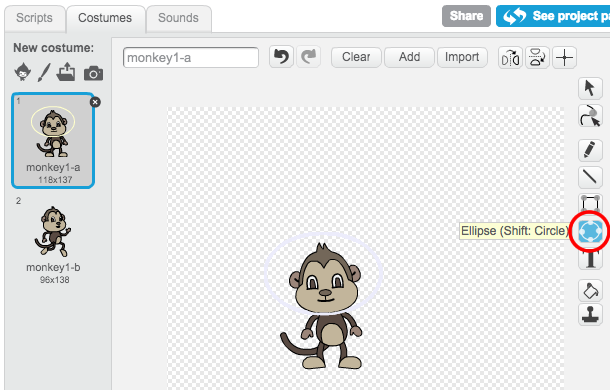 Scripts Costumes Sounds
Share
See project pa
New costume:
monkey1-a
Clear
Add
Import
1
monkey1-a
118x137
2
monkey1-b
96x138
Ellipse (Shift: Circle)
T